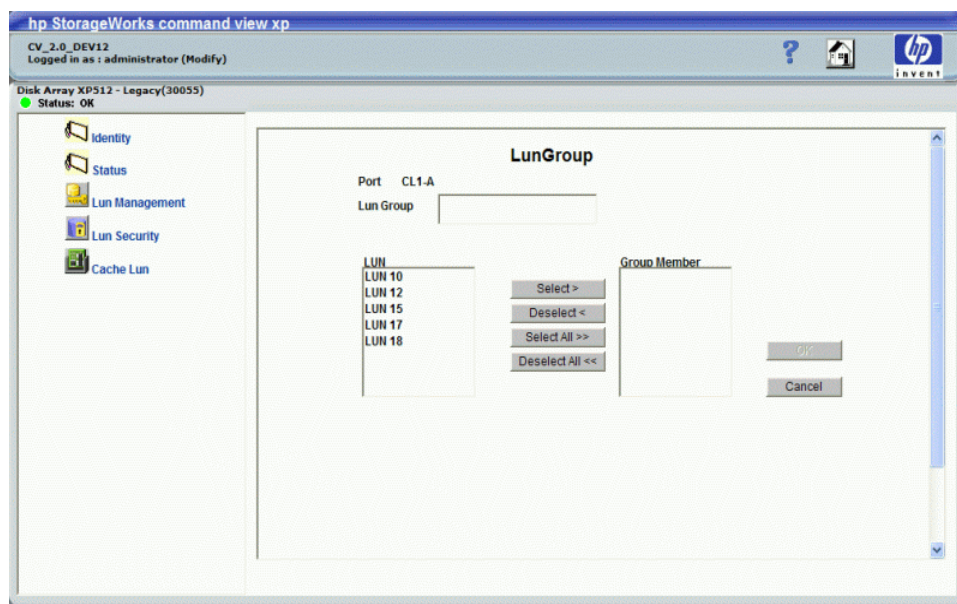 hp StorageWorks command view xp
CV_2.0_DEV12
Logged in as : administrator (Modify)
?
hp
invent
Disk Array XP512 - Legacy(30055)
Status: OK
Identity
Status
Lun Management
Lun Security
Cache Lun
LunGroup
Port CL1-A
Lun Group
LUN
LUN 10
LUN 12
LUN 15
LUN 17
LUN 18
Select >
Deselect <
Select All >>
Deselect All <<
Group Member
OK
Cancel